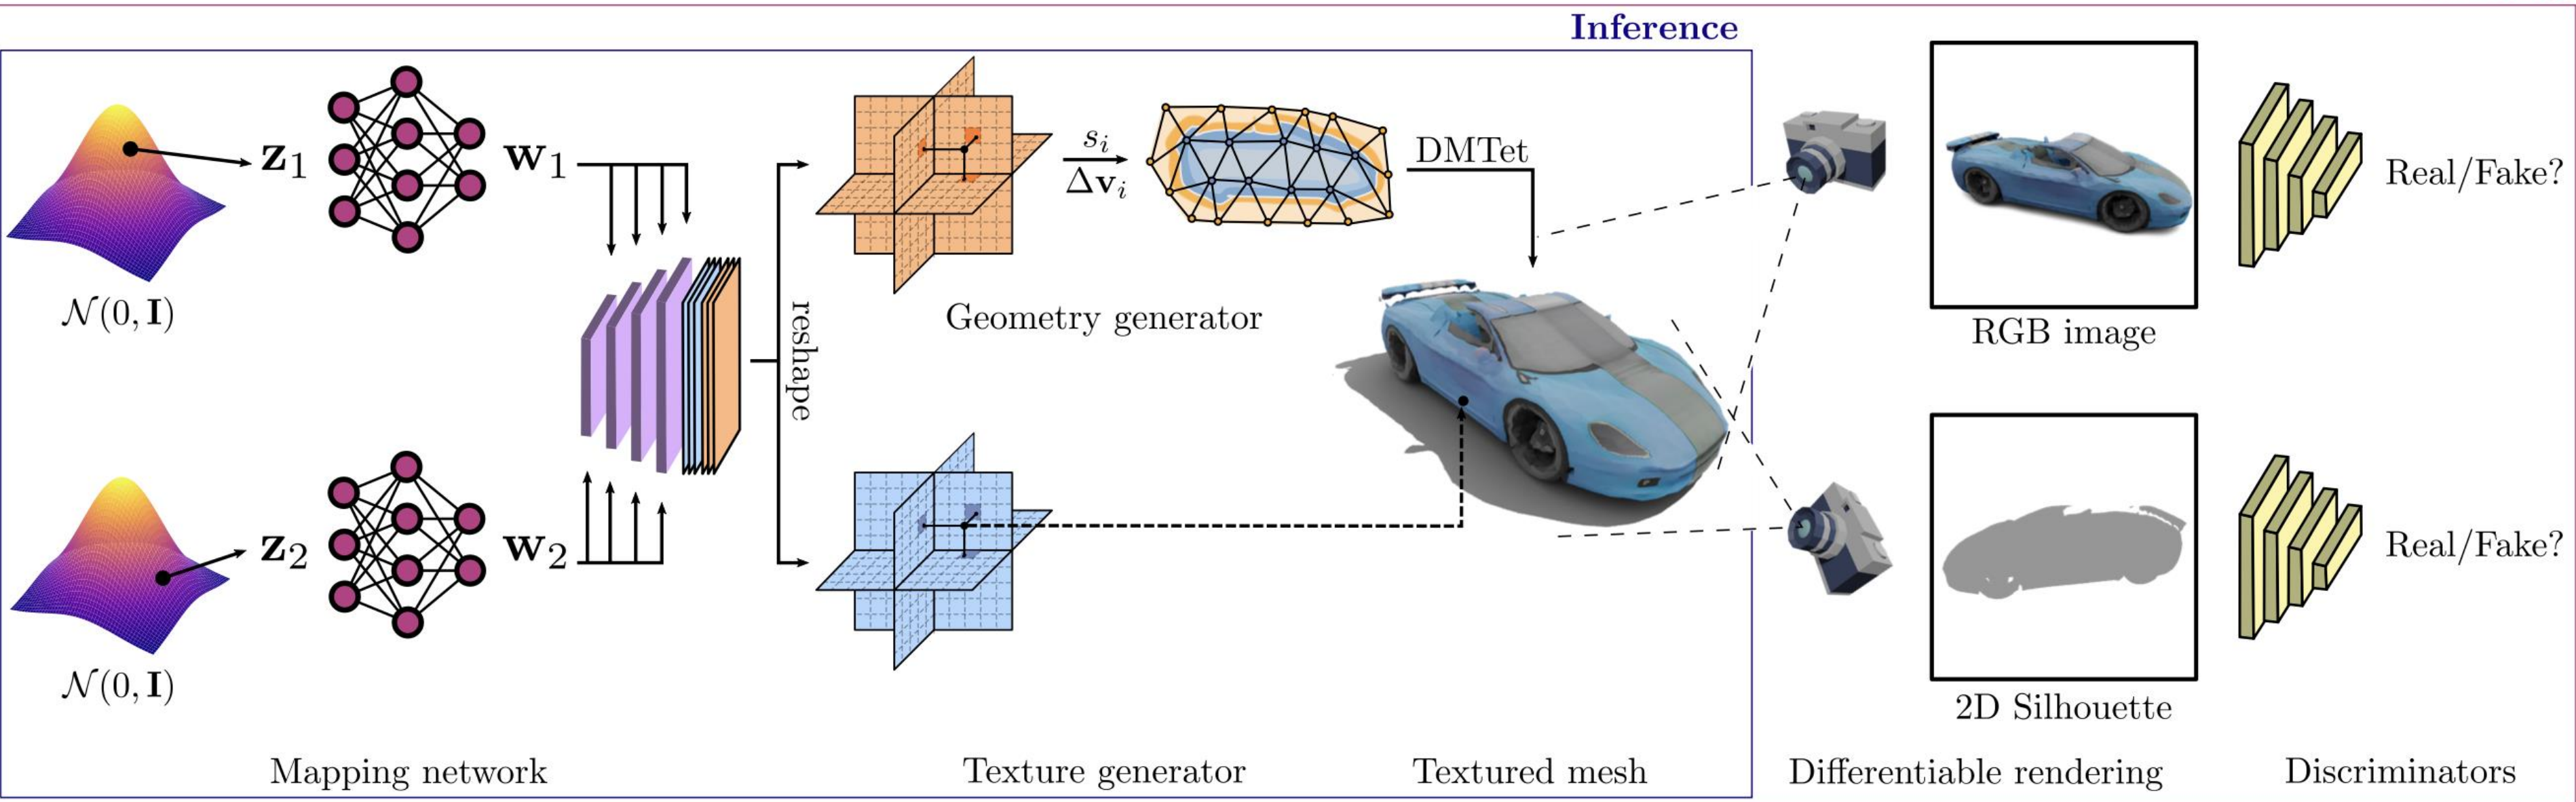 Inference
z1
w1
N(0, I)
reshape
si
Δvi
DMTet
Geometry generator
RGB image
Real/Fake?
z2
w2
N(0, I)
2D Silhouette
Real/Fake?
Mapping network
Texture generator
Textured mesh
Differentiable rendering
Discriminators